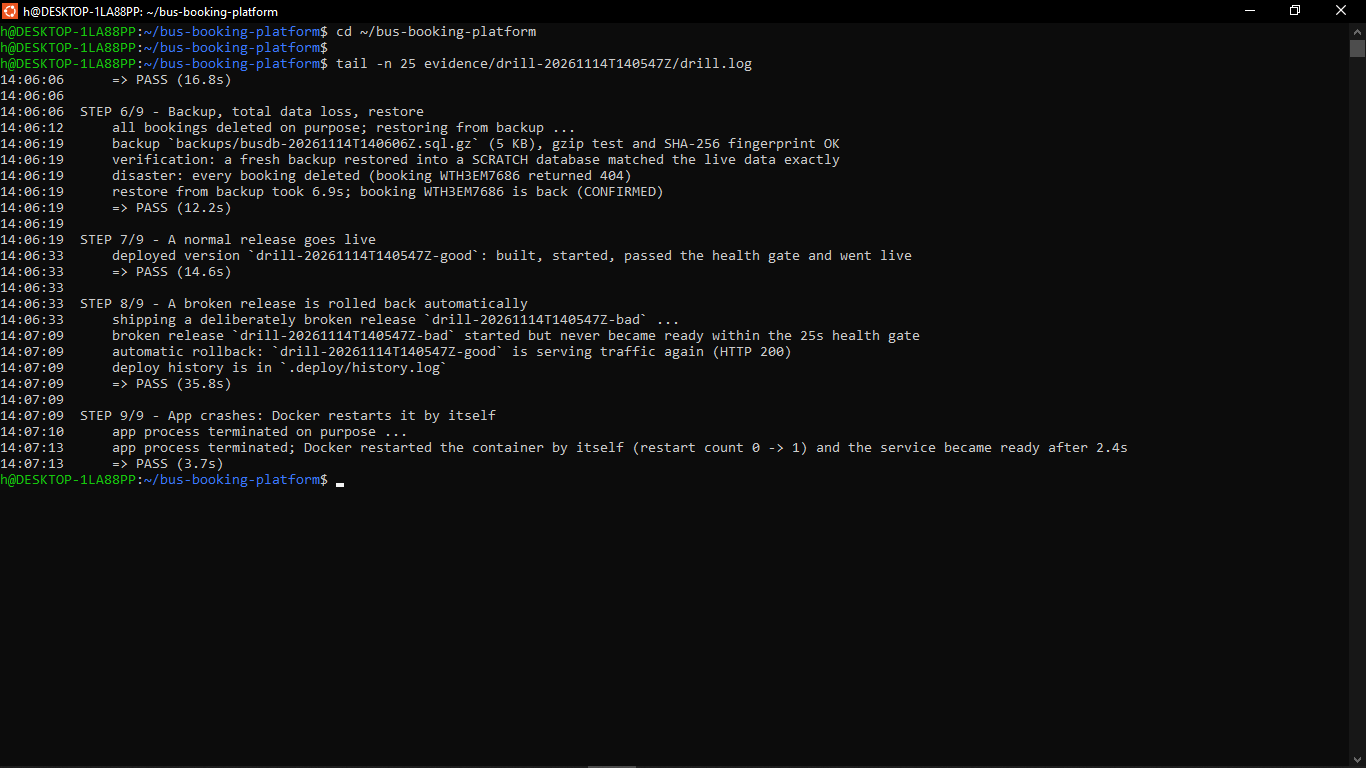 h@DESKTOP-1LA88PP: ~/bus-booking-platform
h@DESKTOP-1LA88PP:~/bus-booking-platform$ cd ~/bus-booking-platform
h@DESKTOP-1LA88PP:~/bus-booking-platform$
h@DESKTOP-1LA88PP:~/bus-booking-platform$ tail -n 25 evidence/drill-20261114T140547Z/drill.log
14:06:06      => PASS (16.8s)
14:06:06
14:06:06  STEP 6/9 - Backup, total data loss, restore
14:06:12      all bookings deleted on purpose; restoring from backup ...
14:06:19      backup `backups/busdb-20261114T140606Z.sql.gz` (5 KB), gzip test and SHA-256 fingerprint OK
14:06:19      verification: a fresh backup restored into a SCRATCH database matched the live data exactly
14:06:19      disaster: every booking deleted (booking WTH3EM7686 returned 404)
14:06:19      restore from backup took 6.9s; booking WTH3EM7686 is back (CONFIRMED)
14:06:19      => PASS (12.2s)
14:06:19
14:06:19  STEP 7/9 - A normal release goes live
14:06:33      deployed version `drill-20261114T140547Z-good`: built, started, passed the health gate and went live
14:06:33      => PASS (14.6s)
14:06:33
14:06:33  STEP 8/9 - A broken release is rolled back automatically
14:06:33      shipping a deliberately broken release `drill-20261114T140547Z-bad` ...
14:07:09      broken release `drill-20261114T140547Z-bad` started but never became ready within the 25s health gate
14:07:09      automatic rollback: `drill-20261114T140547Z-good` is serving traffic again (HTTP 200)
14:07:09      deploy history is in `.deploy/history.log`
14:07:09      => PASS (35.8s)
14:07:09
14:07:09  STEP 9/9 - App crashes: Docker restarts it by itself
14:07:10      app process terminated on purpose ...
14:07:13      app process terminated; Docker restarted the container by itself (restart count 0 -> 1) and the service became ready after 2.4s
14:07:13      => PASS (3.7s)
h@DESKTOP-1LA88PP:~/bus-booking-platform$